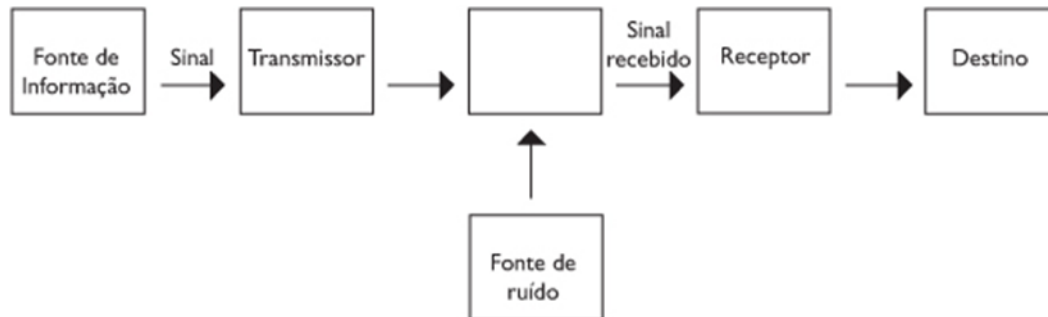 Fonte de
Informação
Sinal
Transmissor
Sinal
recebido
Receptor
Destino
Fonte de
ruído